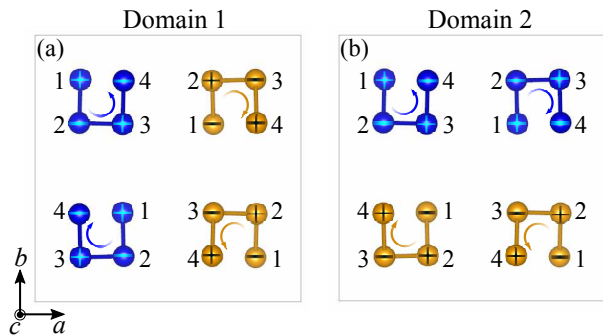 Domain 1 Domain 2
(a) (b)
1 4 2 3 1 4 2 3
2 3 1 4 2 3 1 4
4 1 3 2 4 1 3 2
3 2 4 1 3 2 4 1
b
c a